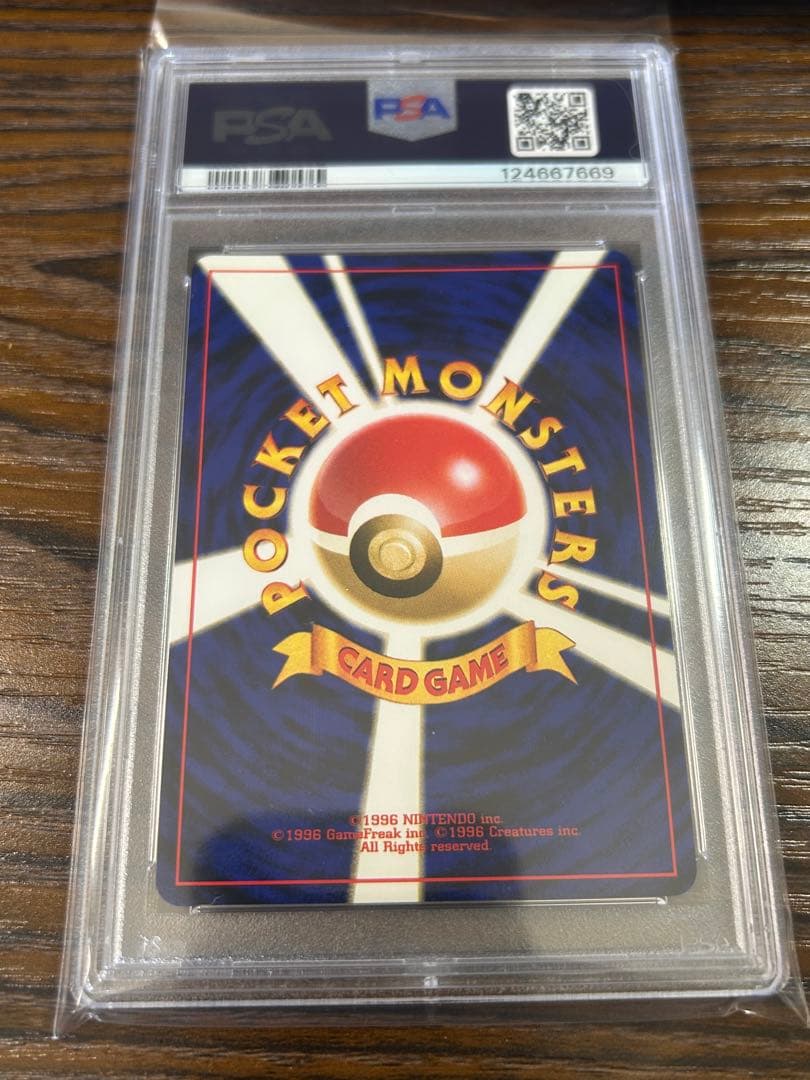 PSA
PSA
124667669
POCKET MONSTERS
CARD GAME
©1996 NINTENDO inc.
©1996 GameFreak inc. ©1996 Creatures inc.
All Rights reserved.